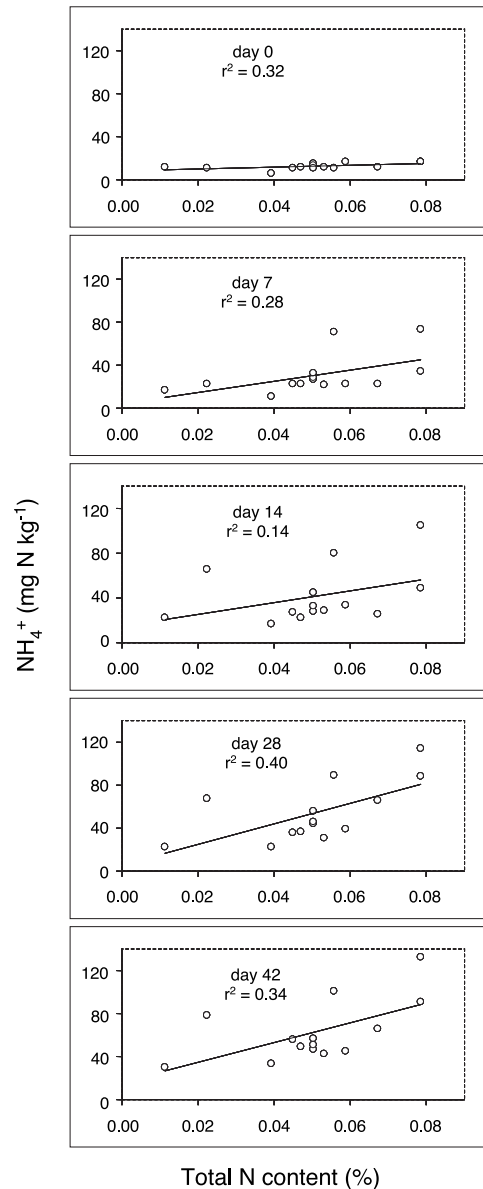 NH₄⁺ (mg N kg⁻¹)
day 0
r² = 0.32
120
80
40
0
0.00 0.02 0.04 0.06 0.08
day 7
r² = 0.28
120
80
40
0
0.00 0.02 0.04 0.06 0.08
day 14
r² = 0.14
120
80
40
0
0.00 0.02 0.04 0.06 0.08
day 28
r² = 0.40
120
80
40
0
0.00 0.02 0.04 0.06 0.08
day 42
r² = 0.34
120
80
40
0
0.00 0.02 0.04 0.06 0.08
Total N content (%)